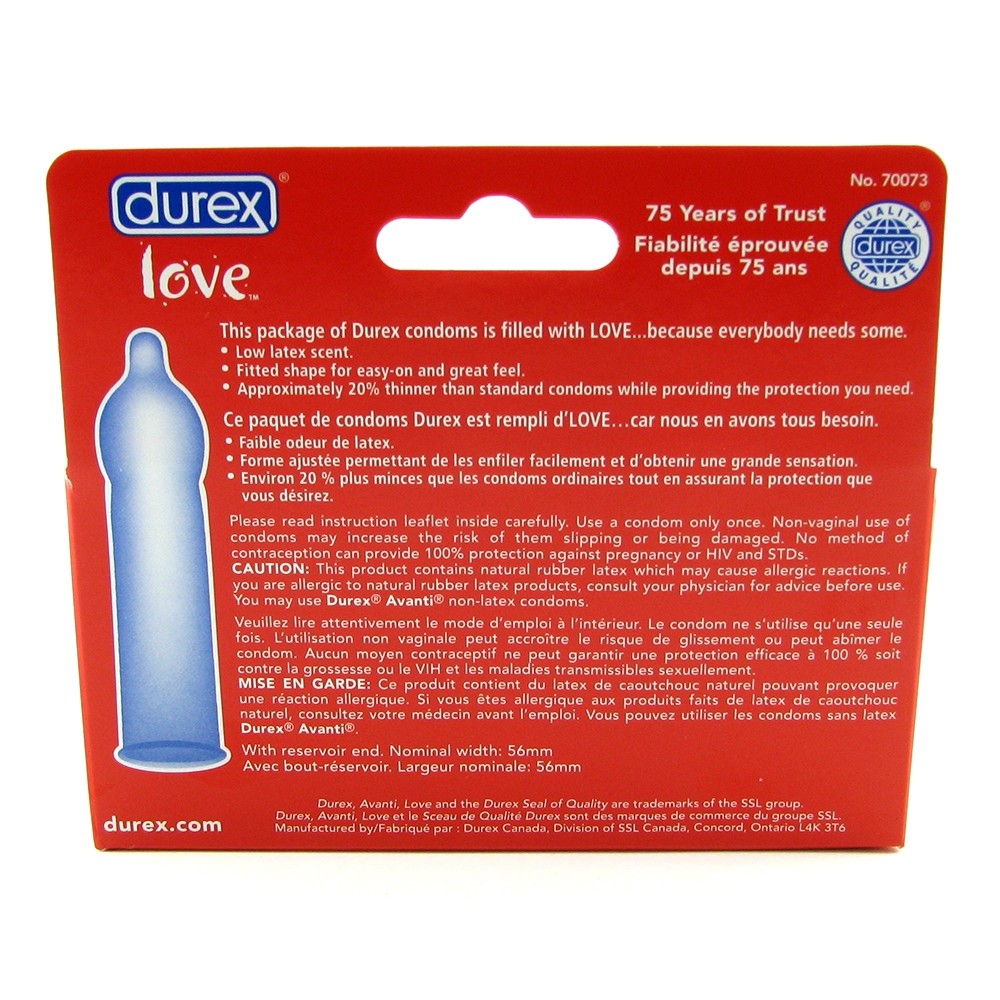 durex®
love™
No. 70073
75 Years of Trust
Fiabilité éprouvée
depuis 75 ans
QUALITY
durex
QUALITÉ
®
This package of Durex condoms is filled with LOVE...because everybody needs some.
• Low latex scent.
• Fitted shape for easy-on and great feel.
• Approximately 20% thinner than standard condoms while providing the protection you need.
Ce paquet de condoms Durex est rempli d'LOVE...car nous en avons tous besoin.
• Faible odeur de latex.
• Forme ajustée permettant de les enfiler facilement et d'obtenir une grande sensation.
• Environ 20 % plus minces que les condoms ordinaires tout en assurant la protection que
vous désirez.
Please read instruction leaflet inside carefully. Use a condom only once. Non-vaginal use of
condoms may increase the risk of them slipping or being damaged. No method of
contraception can provide 100% protection against pregnancy or HIV and STDs.
CAUTION: This product contains natural rubber latex which may cause allergic reactions. If
you are allergic to natural rubber latex products, consult your physician for advice before use.
You may use Durex® Avanti® non-latex condoms.
Veuillez lire attentivement le mode d'emploi à l'intérieur. Le condom ne s'utilise qu'une seule
fois. L'utilisation non vaginale peut accroître le risque de glissement ou peut abîmer le
condom. Aucun moyen contraceptif ne peut garantir une protection efficace à 100 % soit
contre la grossesse ou le VIH et les maladies transmissibles sexuellement.
MISE EN GARDE: Ce produit contient du latex de caoutchouc naturel pouvant provoquer
une réaction allergique. Si vous êtes allergique aux produits faits de latex de caoutchouc
naturel, consultez votre médecin avant l'emploi. Vous pouvez utiliser les condoms sans latex
Durex® Avanti®.
With reservoir end. Nominal width: 56mm
Avec bout-réservoir. Largeur nominale: 56mm
Durex, Avanti, Love and the Durex Seal of Quality are trademarks of the SSL group.
Durex, Avanti, Love et le Sceau de Qualité Durex sont des marques de commerce du groupe SSL.
Manufactured by/Fabriqué par : Durex Canada, Division of SSL Canada, Concord, Ontario L4K 3T6
durex.com